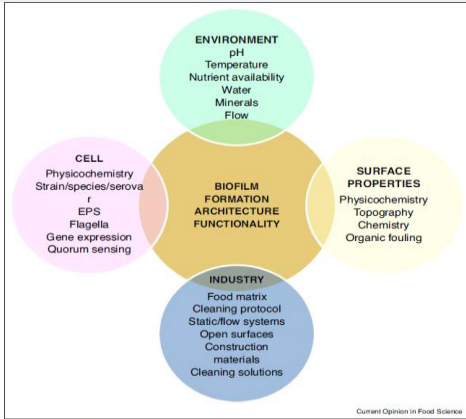 ENVIRONMENT
pH
Temperature
Nutrient availability
Water
Minerals
Flow
CELL
Physicochemistry
Strain/species/serova
r
EPS
Flagella
Gene expression
Quorum sensing
BIOFILM
FORMATION
ARCHITECTURE
FUNCTIONALITY
SURFACE
PROPERTIES
Physicochemistry
Topography
Chemistry
Organic fouling
INDUSTRY
Food matrix
Cleaning protocol
Static/flow systems
Open surfaces
Construction
materials
Cleaning solutions
Current Opinion in Food Science